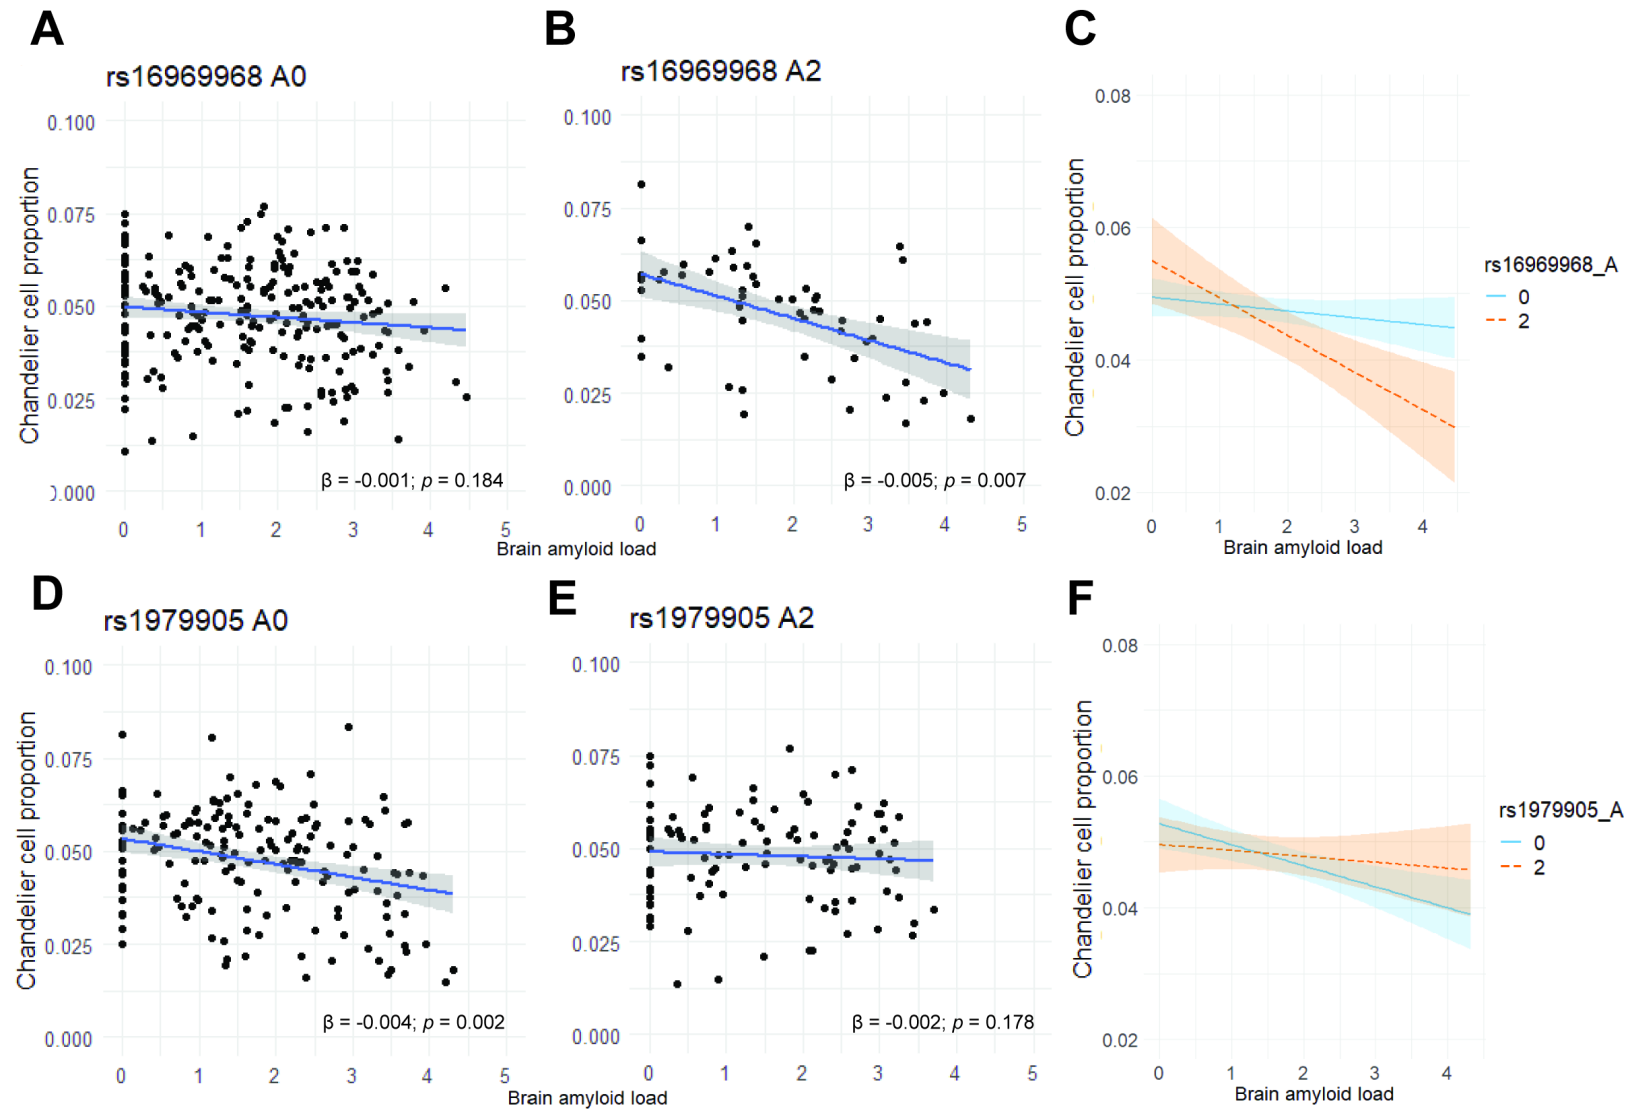 A
rs16969968 A0
Chandelier cell proportion
0.100
0.075
0.050
0.025
0.000
β = -0.001; p = 0.184
0 1 2 3 4 5
B
rs16969968 A2
0.100
0.075
0.050
0.025
0.000
β = -0.005; p = 0.007
0 1 2 3 4 5
Brain amyloid load
C
Chandelier cell proportion
0.08
0.06
0.04
0.02
0 1 2 3 4
Brain amyloid load
rs16969968_A
0
2
D
rs1979905 A0
Chandelier cell proportion
0.100
0.075
0.050
0.025
0.000
β = -0.004; p = 0.002
0 1 2 3 4 5
E
rs1979905 A2
0.100
0.075
0.050
0.025
0.000
β = -0.002; p = 0.178
0 1 2 3 4 5
Brain amyloid load
F
Chandelier cell proportion
0.08
0.06
0.04
0.02
0 1 2 3 4
Brain amyloid load
rs1979905_A
0
2